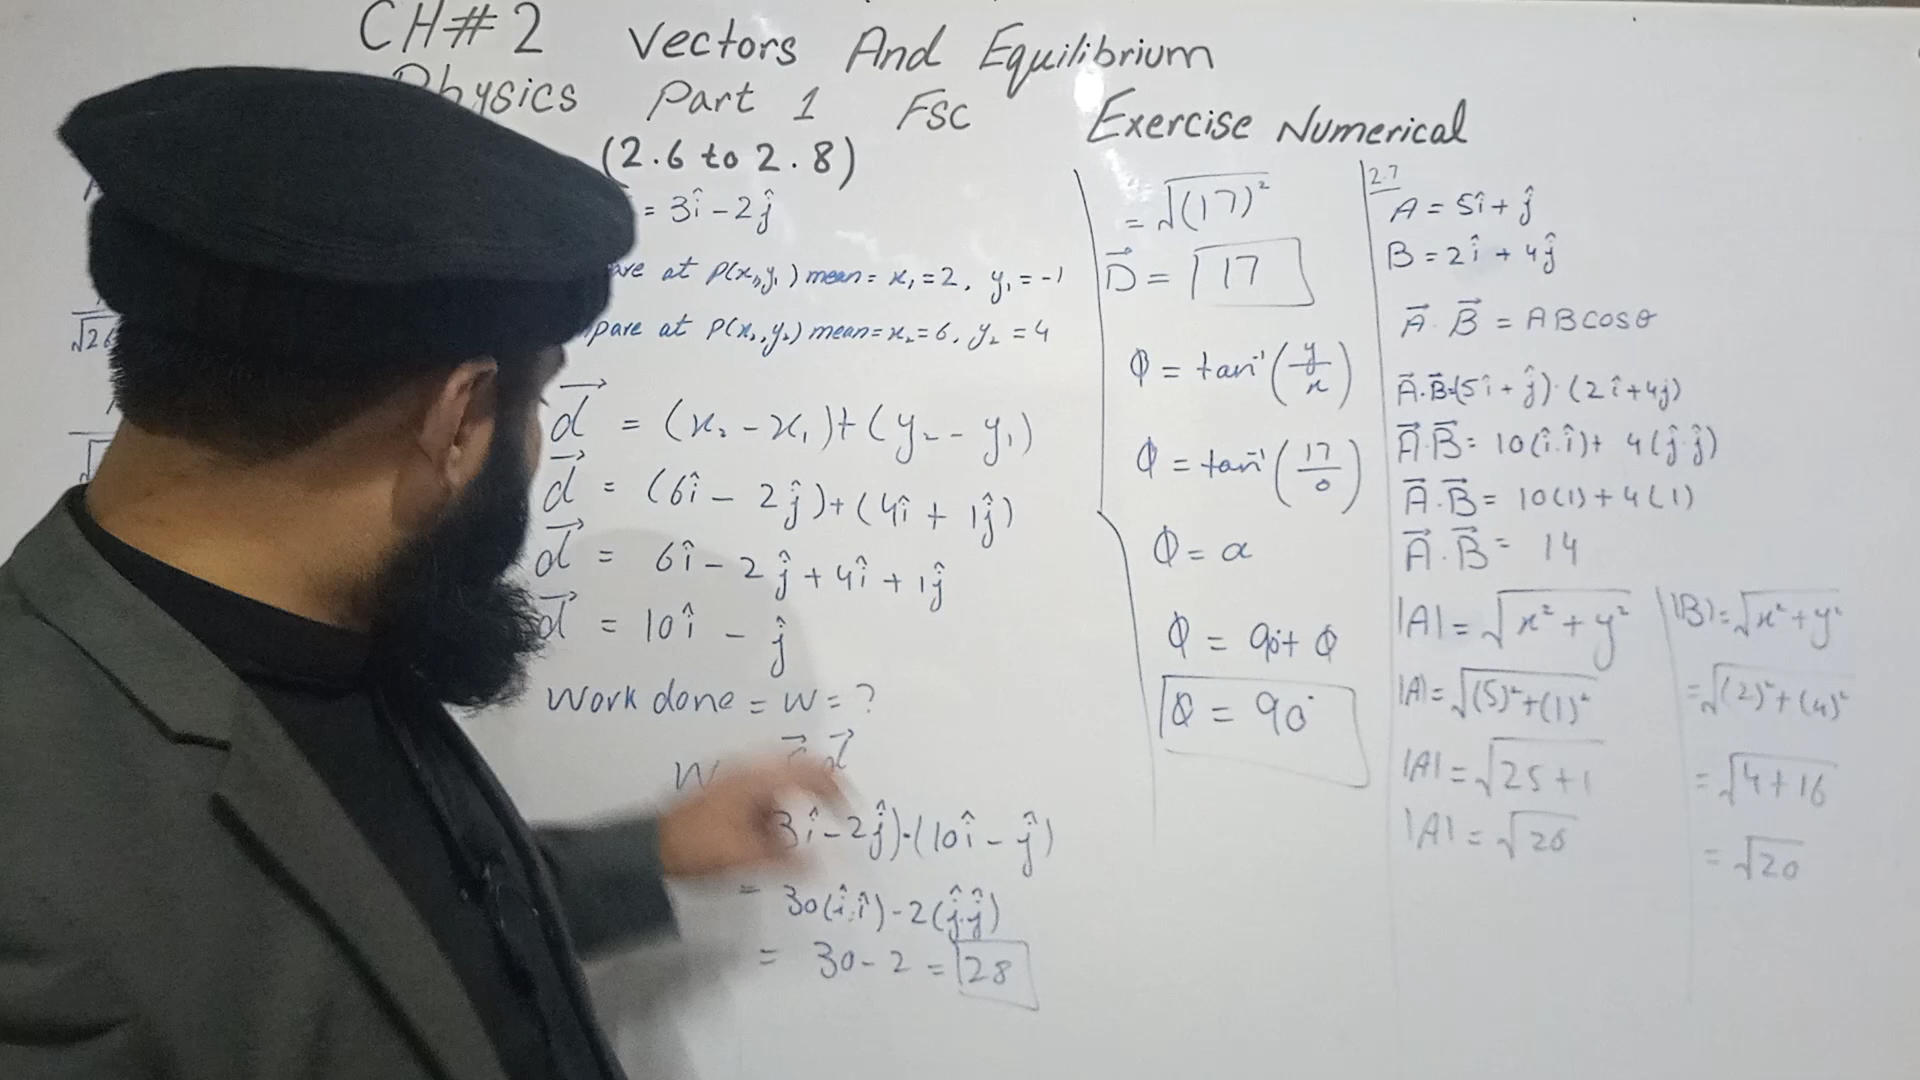 CH#2 Vectors And Equilibrium
Physics Part 1 FSC Exercise Numerical
(2.6 to 2.8)
= 3î - 2ĵ
at P(x₁,y₁) mean = x₁ = 2, y₁ = -1
at P(x₂,y₂) mean = x₂ = 6, y₂ = 4
d⃗ = (x₂ - x₁) + (y₂ - y₁)
d⃗ = (6î - 2ĵ) + (4î + 1ĵ)
d⃗ = 6î - 2ĵ + 4î + 1ĵ
d⃗ = 10î - ĵ
Work done = W = ?
W
3î - 2ĵ) · (10î - ĵ)
= 30(î.î) - 2(ĵ.ĵ)
= 30 - 2 = 28
= √(17)²
D⃗ = 17
Φ = tan⁻¹(y/x)
Φ = tan⁻¹(17/0)
Φ = α
Φ = 90° + Φ
Φ = 90°
2.7
A = 5î + ĵ
B = 2î + 4ĵ
A⃗ . B⃗ = AB cos θ
A⃗.B⃗ = (5î + ĵ) · (2î + 4j)
A⃗.B⃗ = 10(î.î) + 4(ĵ.ĵ)
A⃗.B⃗ = 10(1) + 4(1)
A⃗.B⃗ = 14
|A| = √x² + y²
|A| = √(5)² + (1)²
|A| = √25 + 1
|A| = √26
|B| = √x² + y²
= √(2)² + (4)²
= √4 + 16
= √20
√26